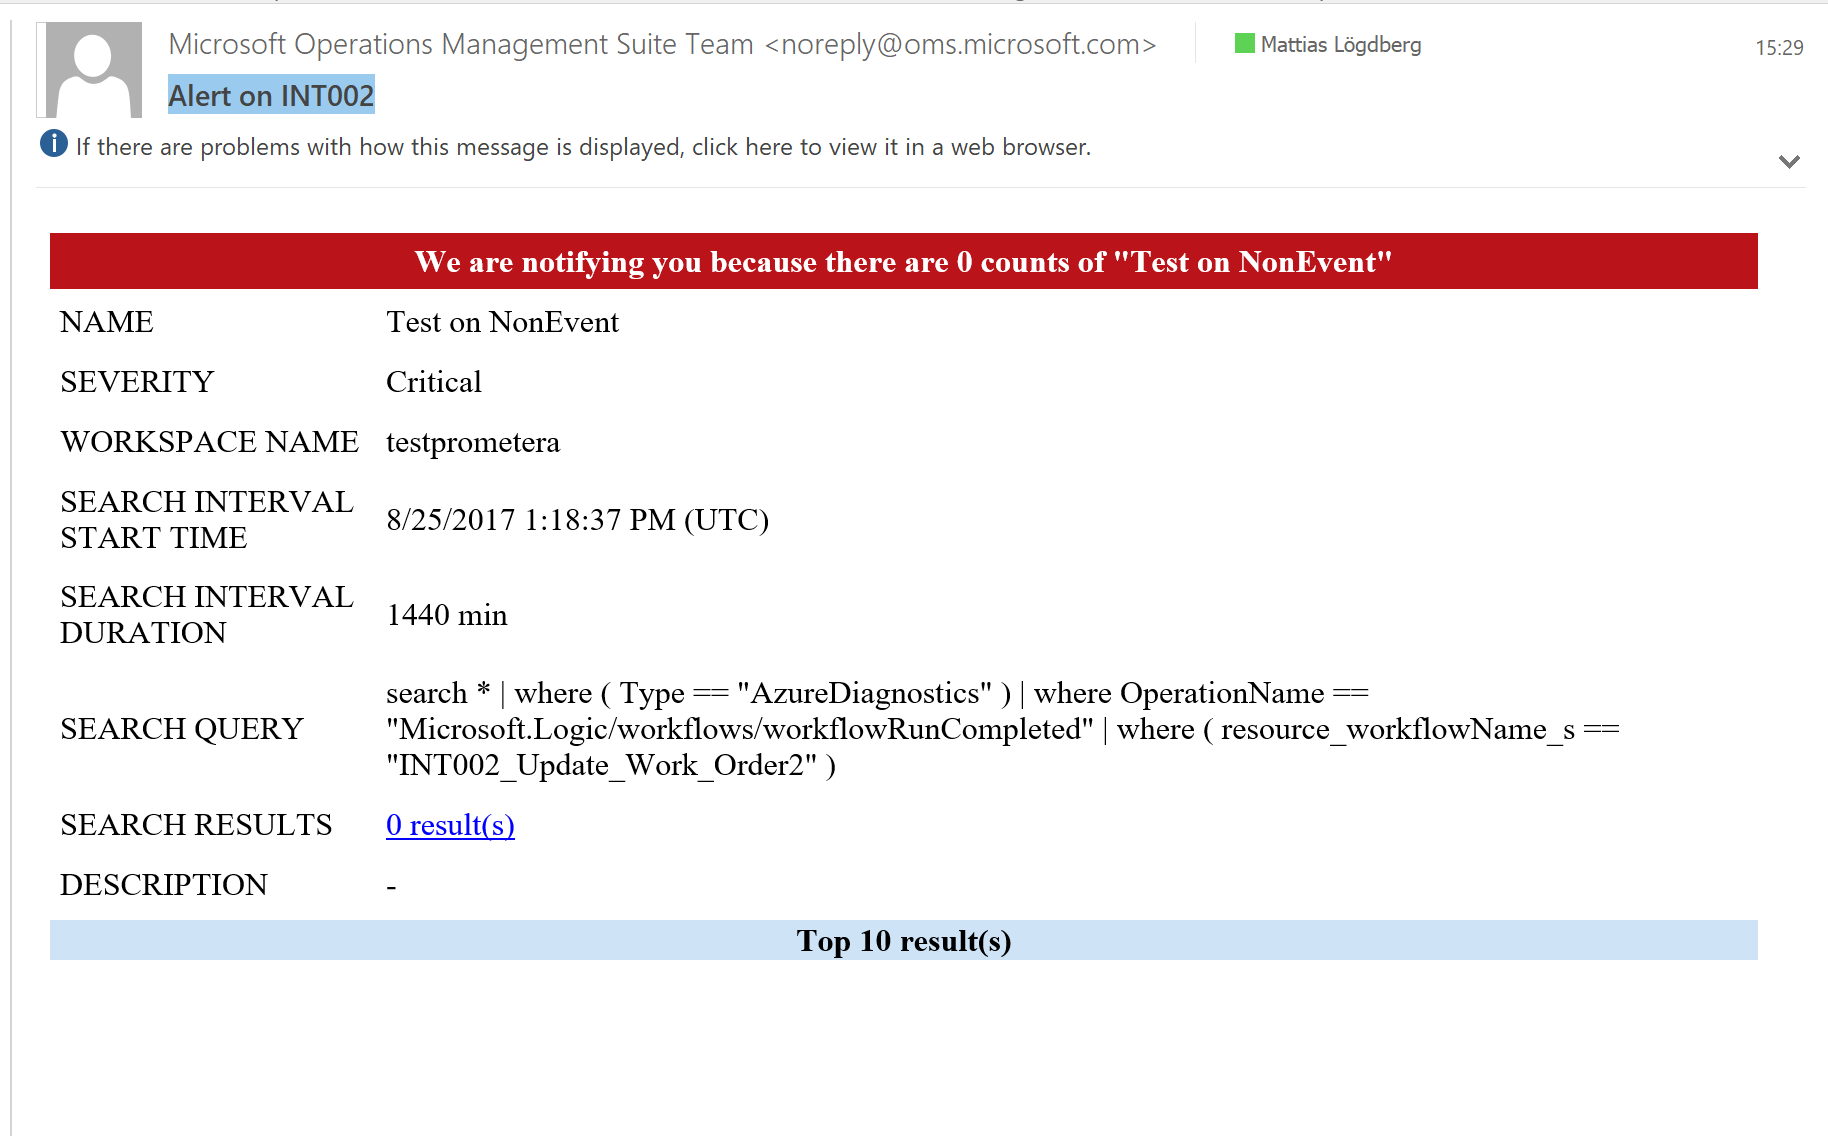 Microsoft Operations Management Suite Team <noreply@oms.microsoft.com>
Mattias Lögdberg
15:29
Alert on INT002
If there are problems with how this message is displayed, click here to view it in a web browser.
We are notifying you because there are 0 counts of "Test on NonEvent"
NAME Test on NonEvent
SEVERITY Critical
WORKSPACE NAME testprometera
SEARCH INTERVAL
START TIME
8/25/2017 1:18:37 PM (UTC)
SEARCH INTERVAL
DURATION
1440 min
SEARCH QUERY
search * | where ( Type == "AzureDiagnostics" ) | where OperationName ==
"Microsoft.Logic/workflows/workflowRunCompleted" | where ( resource_workflowName_s ==
"INT002_Update_Work_Order2" )
SEARCH RESULTS 0 result(s)
DESCRIPTION -
Top 10 result(s)